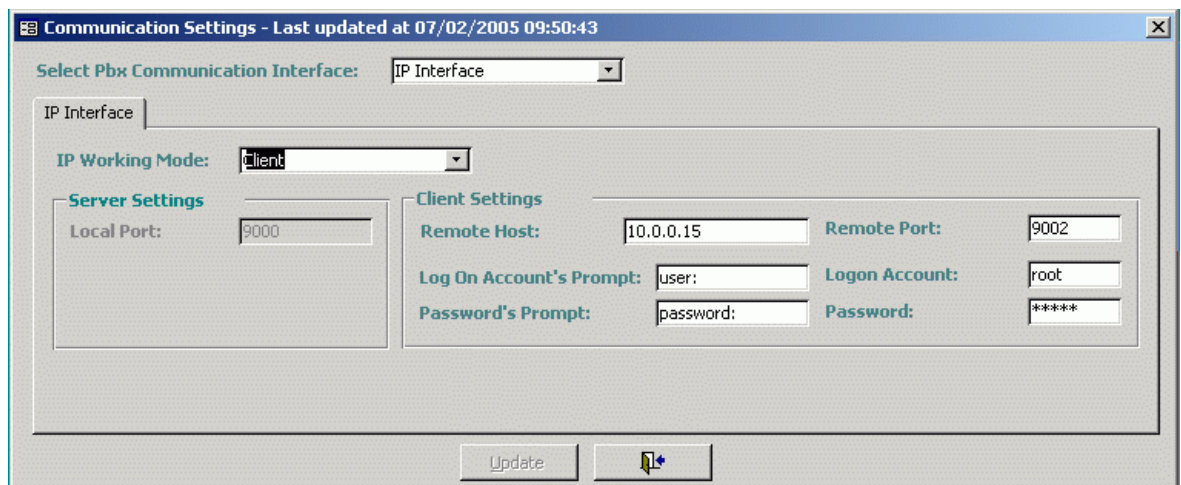 Communication Settings - Last updated at 07/02/2005 09:50:43
Select Pbx Communication Interface: IP Interface
IP Interface
IP Working Mode: Client
Server Settings
Local Port: 9000
Client Settings
Remote Host: 10.0.0.15 Remote Port: 9002
Log On Account's Prompt: user: Logon Account: root
Password's Prompt: password: Password: *****
Update